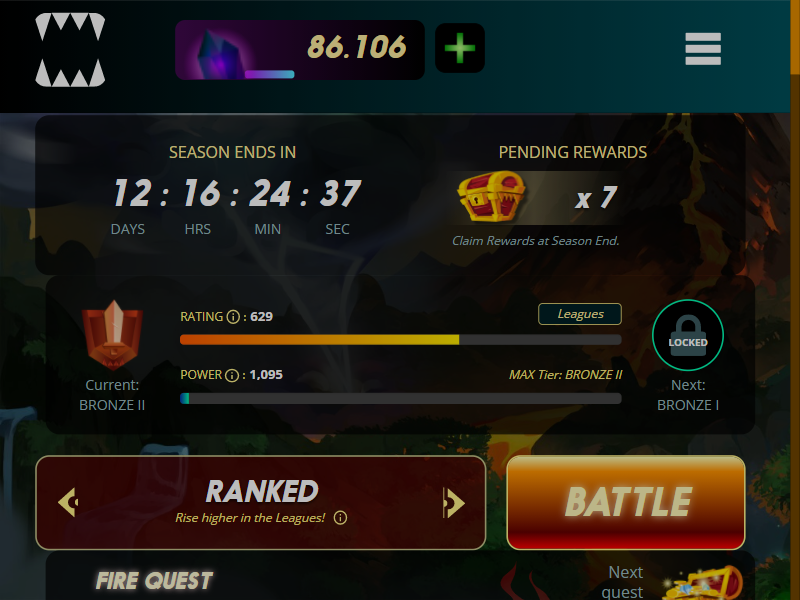 86.106
SEASON ENDS IN
12 : 16 : 24 : 37
DAYS HRS MIN SEC
PENDING REWARDS
x 7
Claim Rewards at Season End.
Current:
BRONZE II
RATING : 629
Leagues
POWER : 1,095
MAX Tier: BRONZE II
LOCKED
Next:
BRONZE I
RANKED
Rise higher in the Leagues!
BATTLE
FIRE QUEST
Next
quest